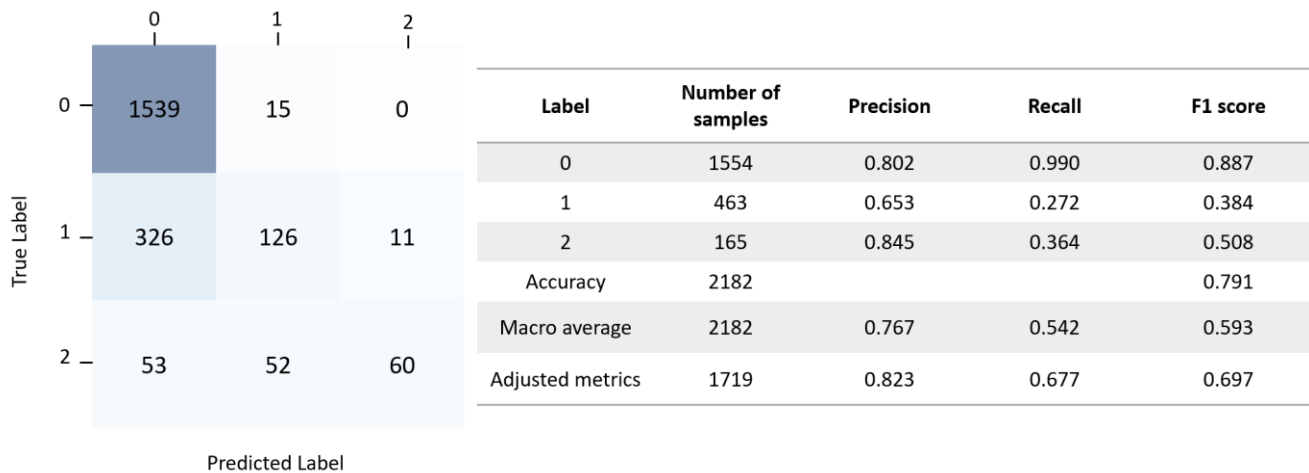 0 1 2
0 1539 15 0
1 326 126 11
2 53 52 60
True Label
Predicted Label
Label Number of samples Precision Recall F1 score
0 1554 0.802 0.990 0.887
1 463 0.653 0.272 0.384
2 165 0.845 0.364 0.508
Accuracy 2182 0.791
Macro average 2182 0.767 0.542 0.593
Adjusted metrics 1719 0.823 0.677 0.697